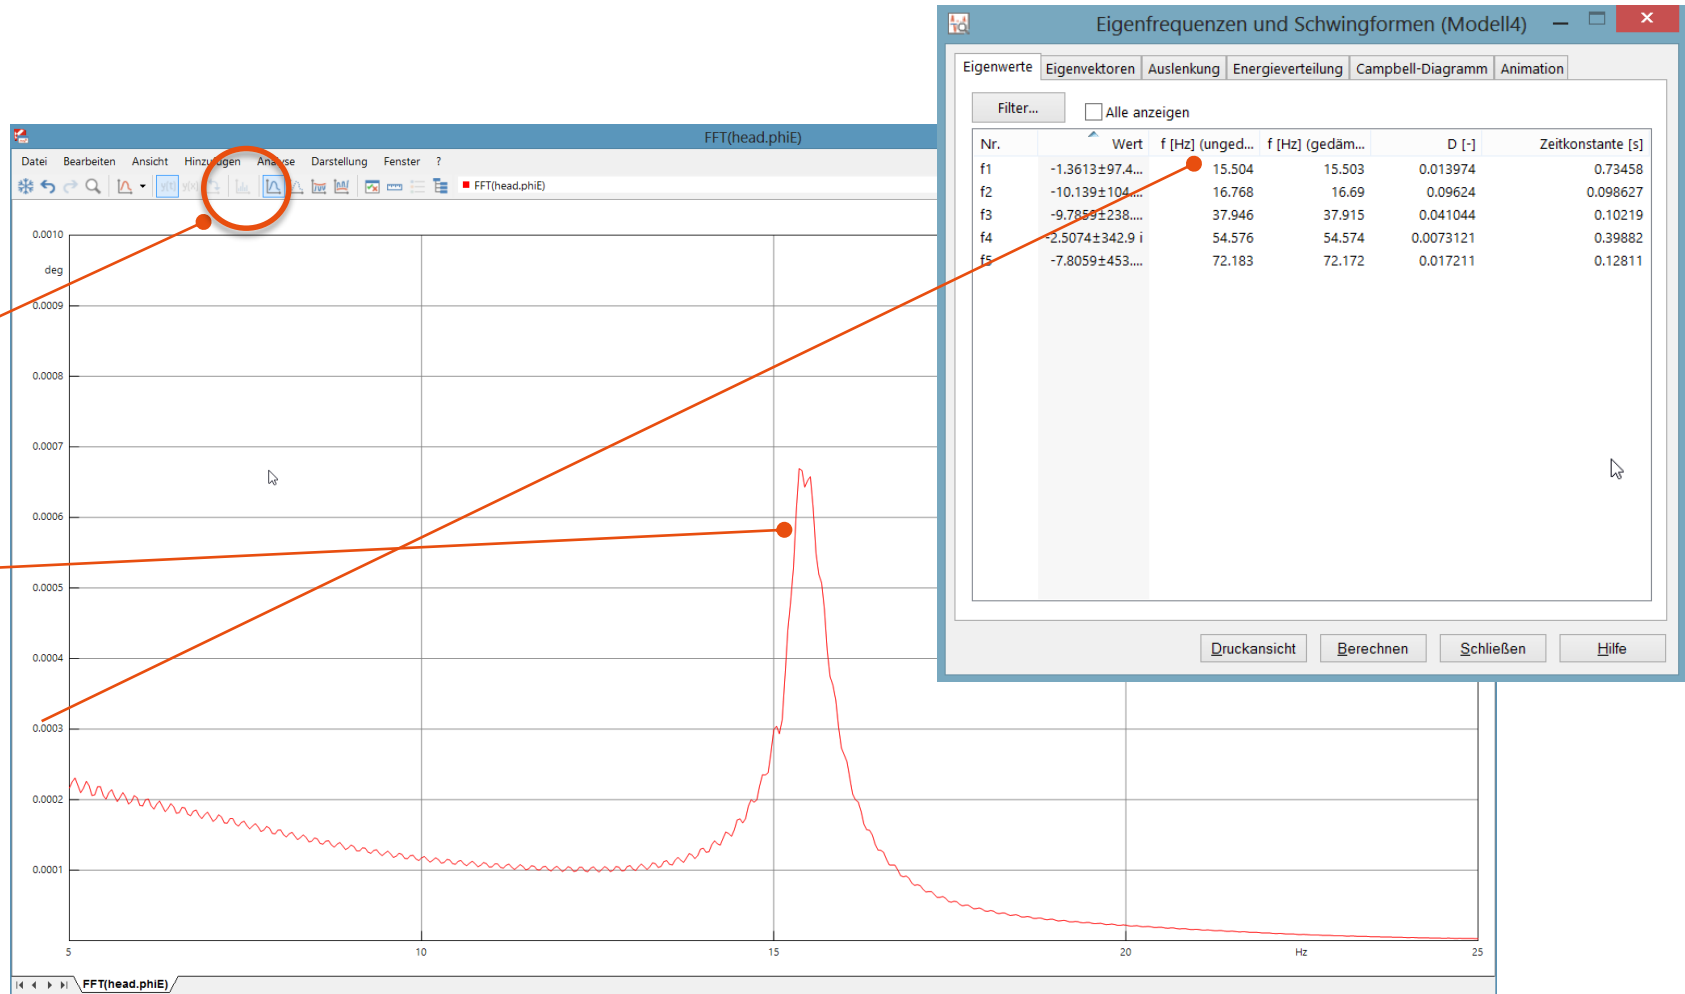 Eigenfrequenzen und Schwingformen (Modell4)
Eigenwerte Eigenvektoren Auslenkung Energieverteilung Campbell-Diagramm Animation
Filter... Alle anzeigen
Nr. Wert f [Hz] (unged... f [Hz] (gedäm... D [-] Zeitkonstante [s]
f1 -1.3613±97.4... 15.504 15.503 0.013974 0.73458
f2 -10.139±104.... 16.768 16.69 0.09624 0.098627
f3 -9.7859±238.... 37.946 37.915 0.041044 0.10219
f4 -2.5074±342.9 i 54.576 54.574 0.0073121 0.39882
f5 -7.8059±453.... 72.183 72.172 0.017211 0.12811
Druckansicht Berechnen Schließen Hilfe
FFT(head.phiE)
Datei Bearbeiten Ansicht Hinzufügen Analyse Darstellung Fenster ?
y(t) FFT(head.phiE)
0.0010
deg
0.0009
0.0008
0.0007
0.0006
0.0005
0.0004
0.0003
0.0002
0.0001
5 10 15 20 Hz 25
FFT(head.phiE)